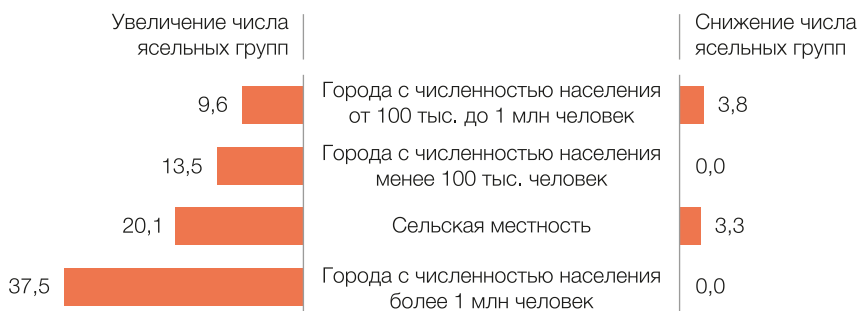 Увеличение числа
ясельных групп
Снижение числа
ясельных групп
9,6
Города с численностью населения
от 100 тыс. до 1 млн человек
3,8
13,5
Города с численностью населения
менее 100 тыс. человек
0,0
20,1
Сельская местность
3,3
37,5
Города с численностью населения
более 1 млн человек
0,0